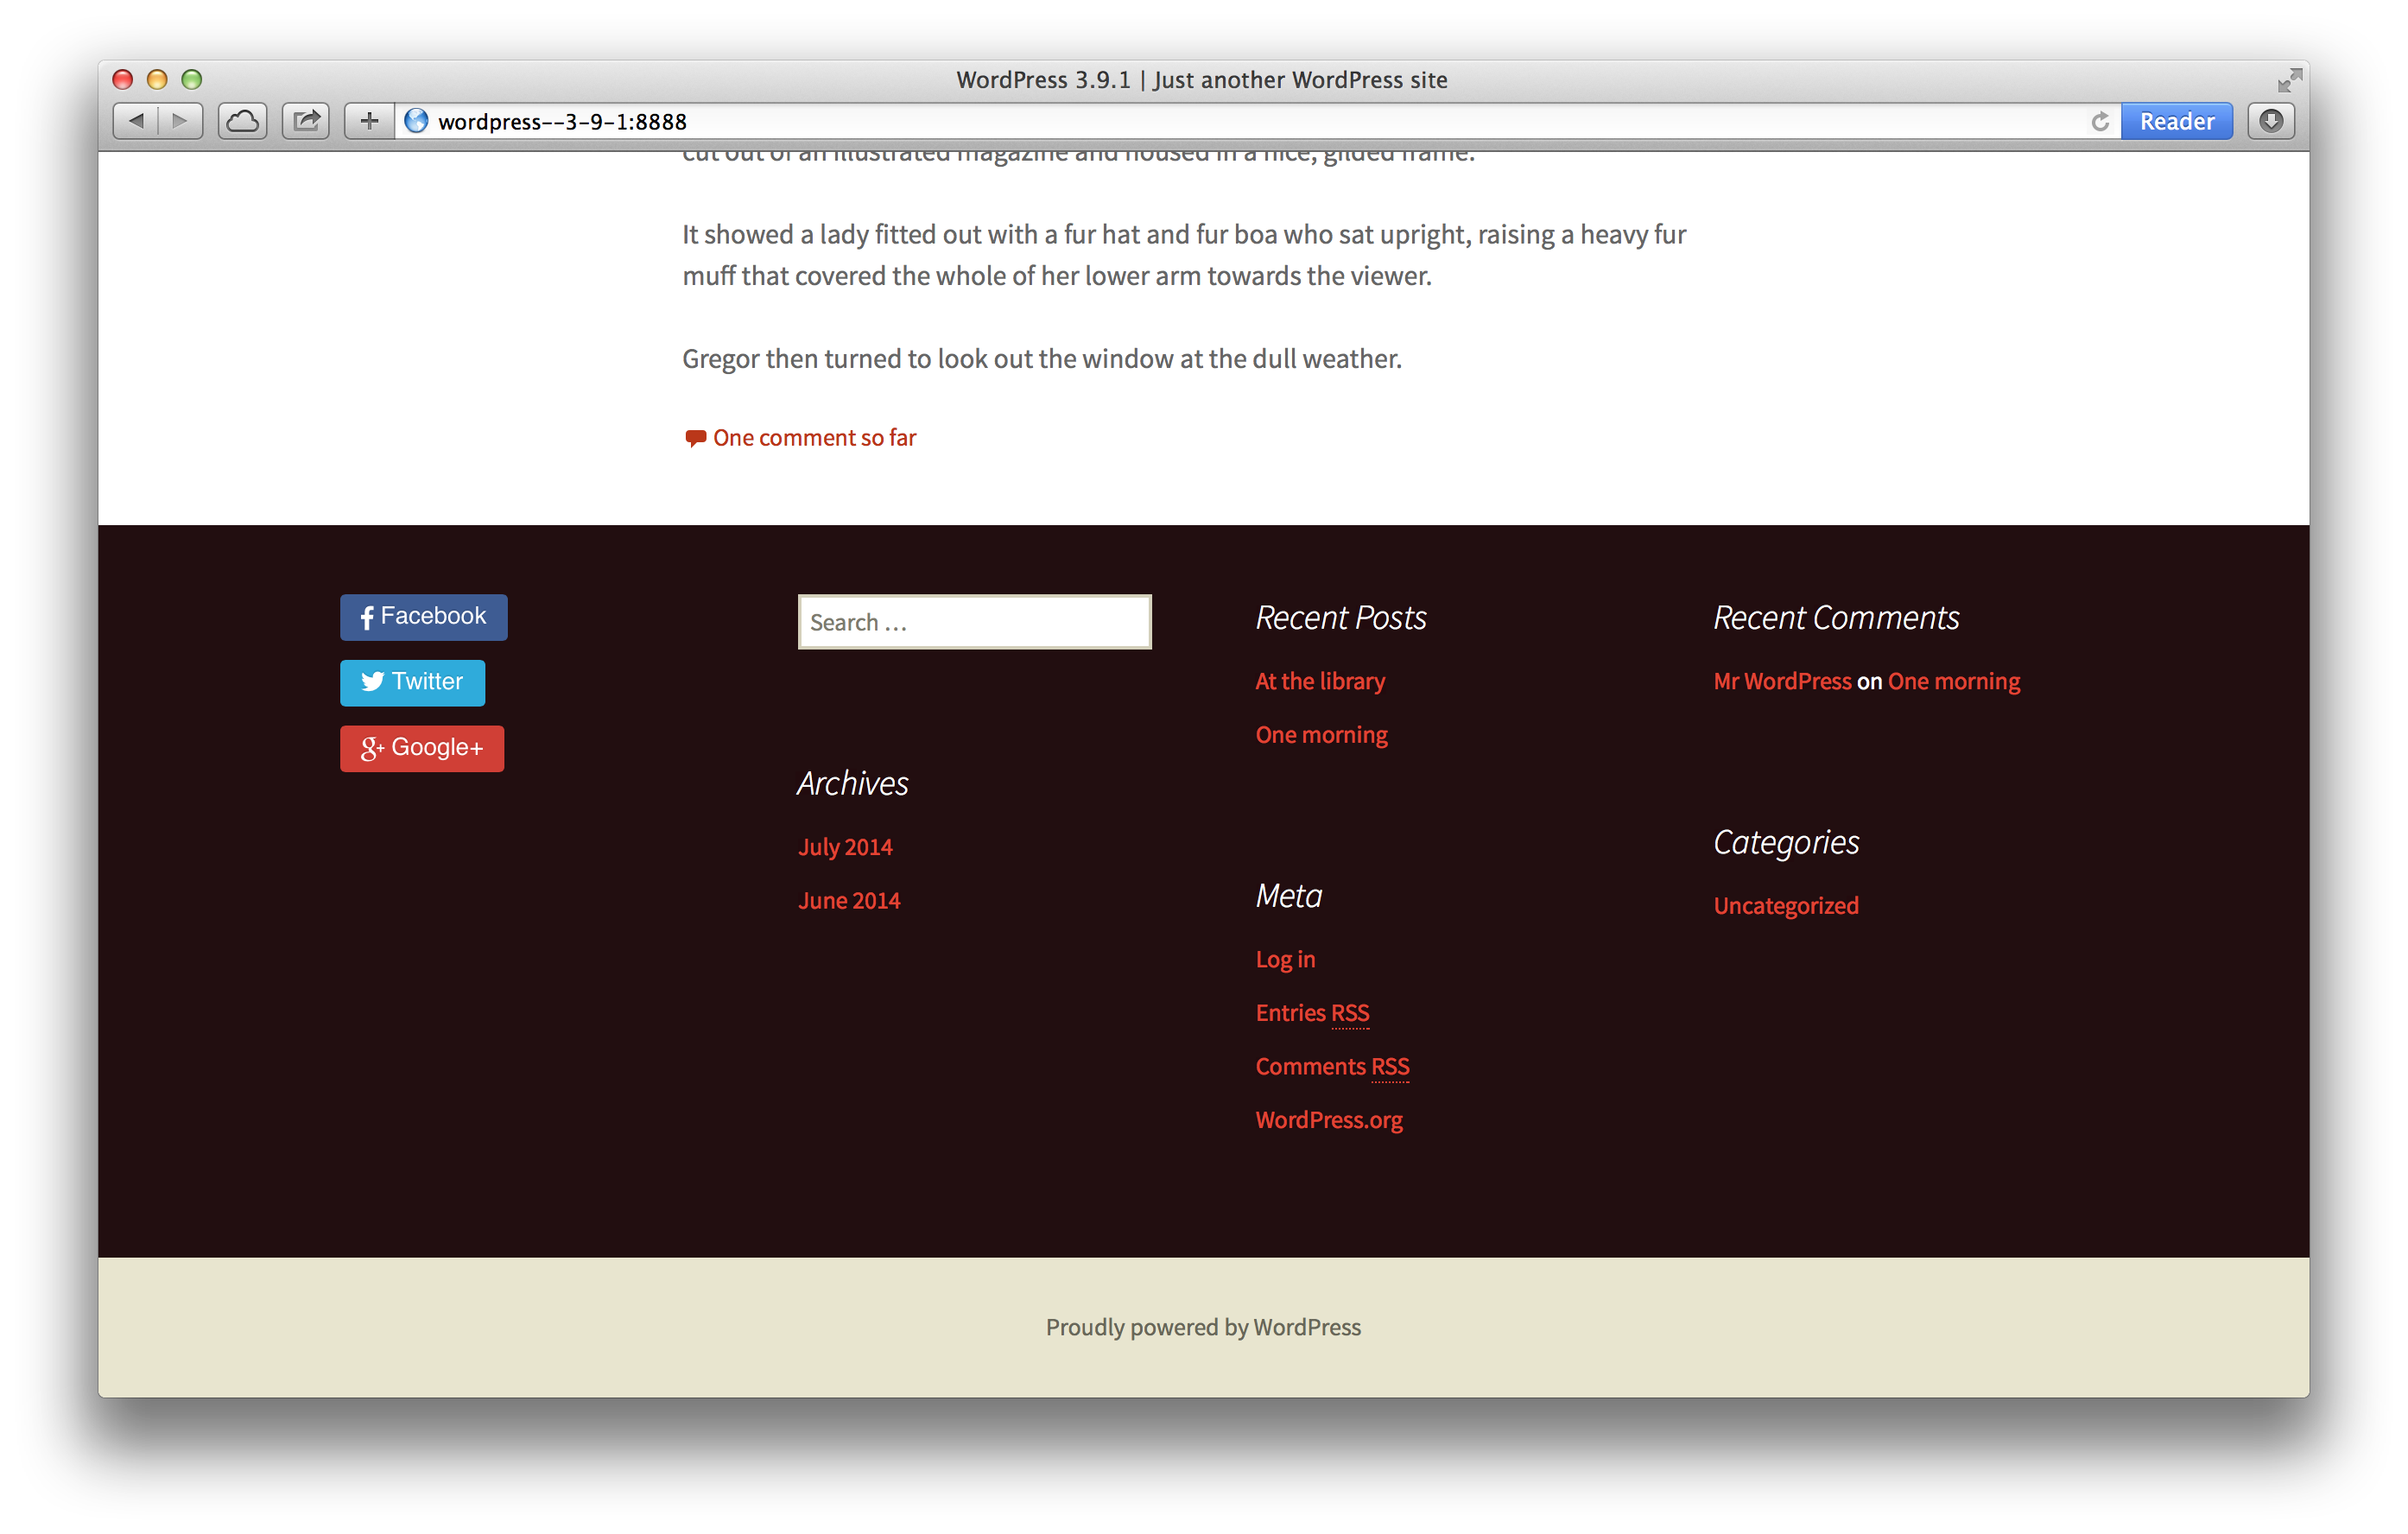 WordPress 3.9.1 | Just another WordPress site
wordpress--3-9-1:8888
Reader
cut out of an illustrated magazine and housed in a nice, gilded frame.
It showed a lady fitted out with a fur hat and fur boa who sat upright, raising a heavy fur
muff that covered the whole of her lower arm towards the viewer.
Gregor then turned to look out the window at the dull weather.
One comment so far
Facebook
Twitter
g+ Google+
Search …
Archives
July 2014
June 2014
Recent Posts
At the library
One morning
Meta
Log in
Entries RSS
Comments RSS
WordPress.org
Recent Comments
Mr WordPress on One morning
Categories
Uncategorized
Proudly powered by WordPress